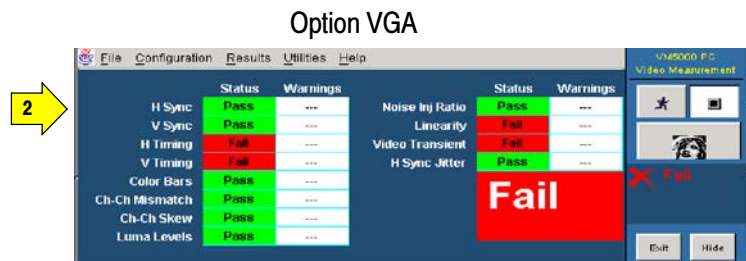 Option VGA
File Configuration Results Utilities Help
VM5000 PC
Video Measurement
2
Status Warnings Status Warnings
H Sync Pass --- Noise Inj Ratio Pass ---
V Sync Pass --- Linearity Fail ---
H Timing Fail --- Video Transient Fail ---
V Timing Fail --- H Sync Jitter Pass ---
Color Bars Pass ---
Ch-Ch Mismatch Pass ---
Ch-Ch Skew Pass ---
Luma Levels Pass ---
Fail
Fail
Exit Hide